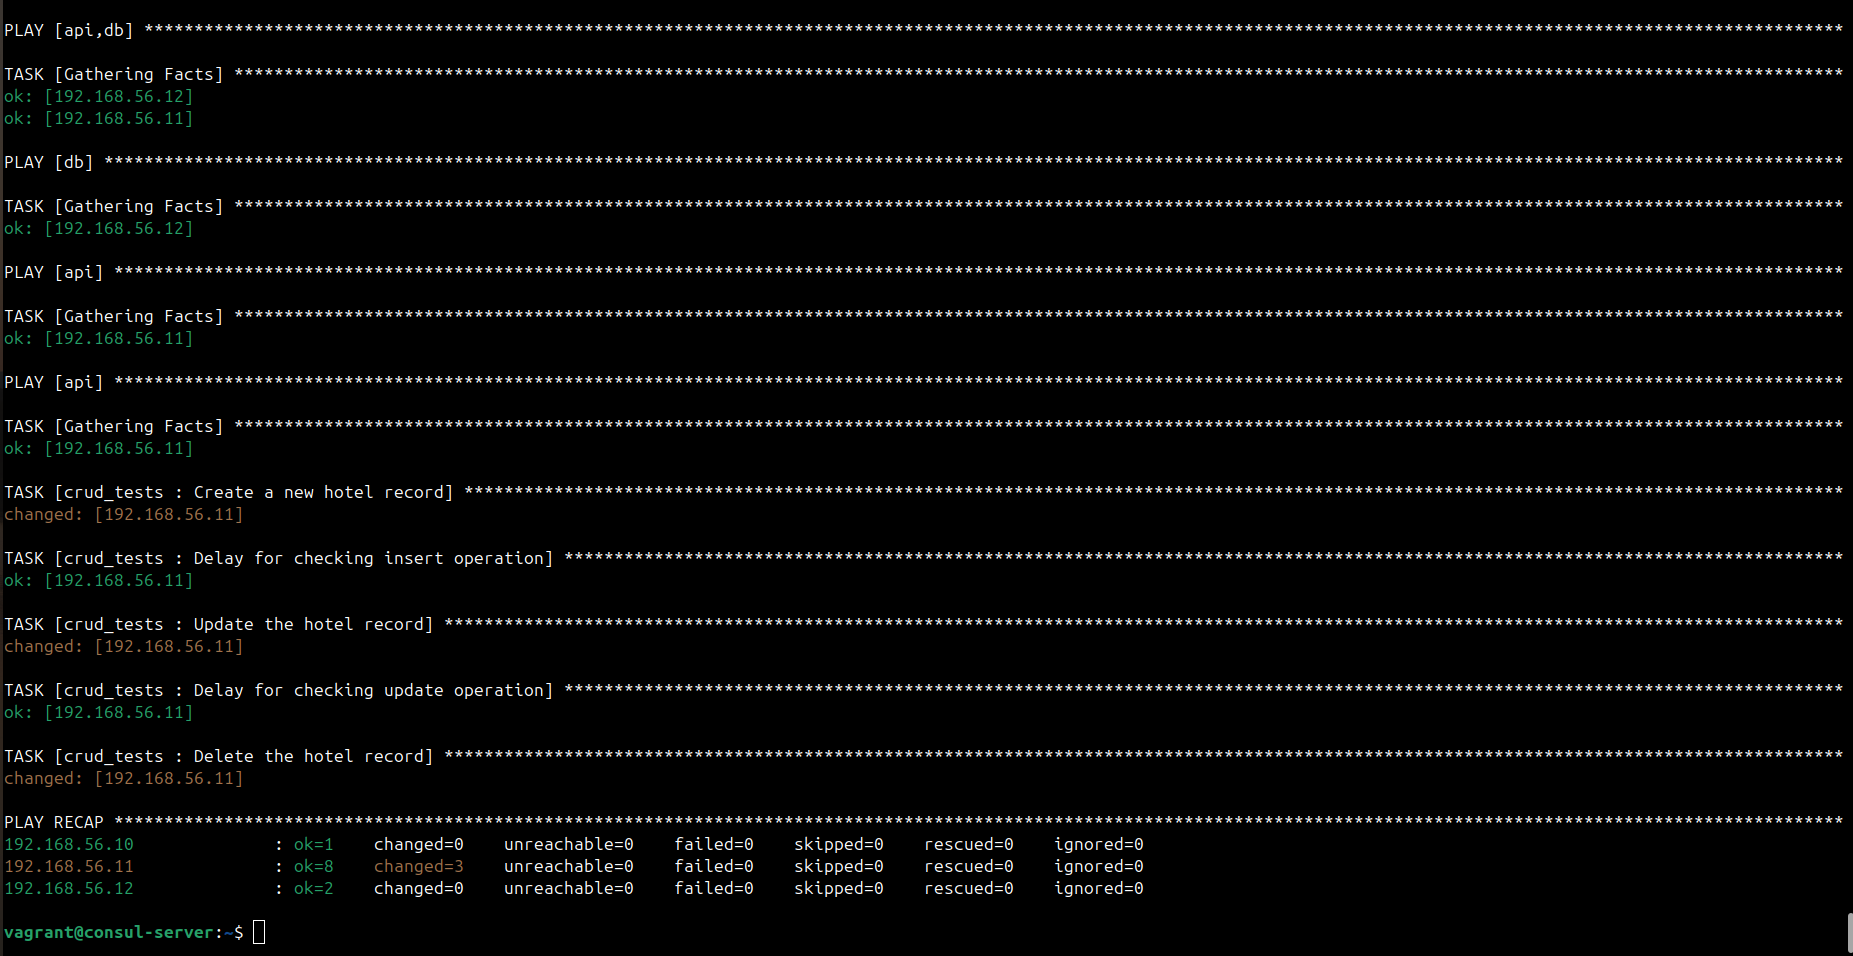 PLAY [api,db] **************************************************************************************************************************************************************************
TASK [Gathering Facts] *****************************************************************************************************************************************************************
ok: [192.168.56.12]
ok: [192.168.56.11]
PLAY [db] ******************************************************************************************************************************************************************************
TASK [Gathering Facts] *****************************************************************************************************************************************************************
ok: [192.168.56.12]
PLAY [api] *****************************************************************************************************************************************************************************
TASK [Gathering Facts] *****************************************************************************************************************************************************************
ok: [192.168.56.11]
PLAY [api] *****************************************************************************************************************************************************************************
TASK [Gathering Facts] *****************************************************************************************************************************************************************
ok: [192.168.56.11]
TASK [crud_tests : Create a new hotel record] ******************************************************************************************************************************************
changed: [192.168.56.11]
TASK [crud_tests : Delay for checking insert operation] ********************************************************************************************************************************
ok: [192.168.56.11]
TASK [crud_tests : Update the hotel record] ********************************************************************************************************************************************
changed: [192.168.56.11]
TASK [crud_tests : Delay for checking update operation] ********************************************************************************************************************************
ok: [192.168.56.11]
TASK [crud_tests : Delete the hotel record] ********************************************************************************************************************************************
changed: [192.168.56.11]
PLAY RECAP *****************************************************************************************************************************************************************************
192.168.56.10              : ok=1    changed=0    unreachable=0    failed=0    skipped=0    rescued=0    ignored=0
192.168.56.11              : ok=8    changed=3    unreachable=0    failed=0    skipped=0    rescued=0    ignored=0
192.168.56.12              : ok=2    changed=0    unreachable=0    failed=0    skipped=0    rescued=0    ignored=0
vagrant@consul-server:~$